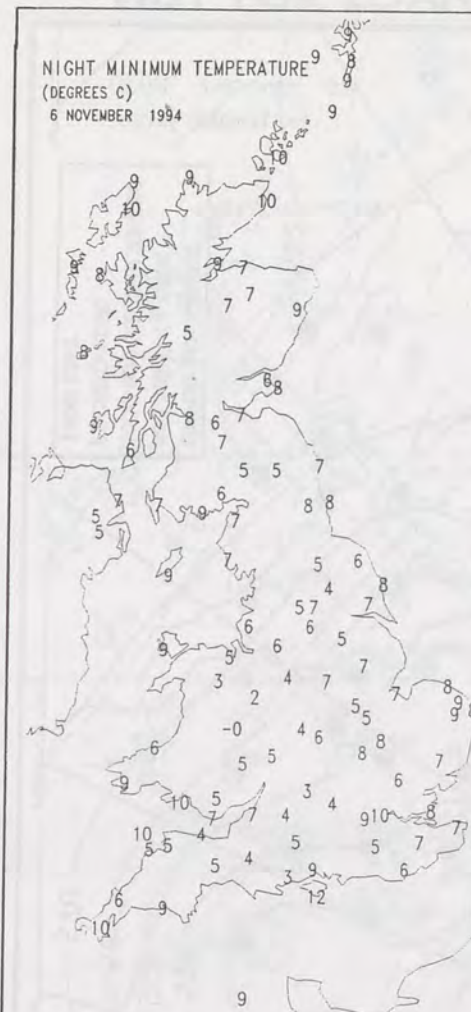 NIGHT MINIMUM TEMPERATURE
(DEGREES C)
6 NOVEMBER 1994
9 9
8
9
9
10
9 9
10 10
9 7
9 8
7 7 9
5
8
6 8
8 6 7
9 7
6 5 5 7
6
7 7 8 8
5 9 7
5
7 5 6
9 4 8
5 7 7
6 6
9 6 5
5
3 4 7 7
2 7 8
5 9 8
5 9
-0 4 6
6 8 8
5 5 7
9 3 6
10 5 4
7 7 4 9 10 8
10 4 7
5 5 5 5 7
5 4
3 9 6
6 12
9
10
9
5